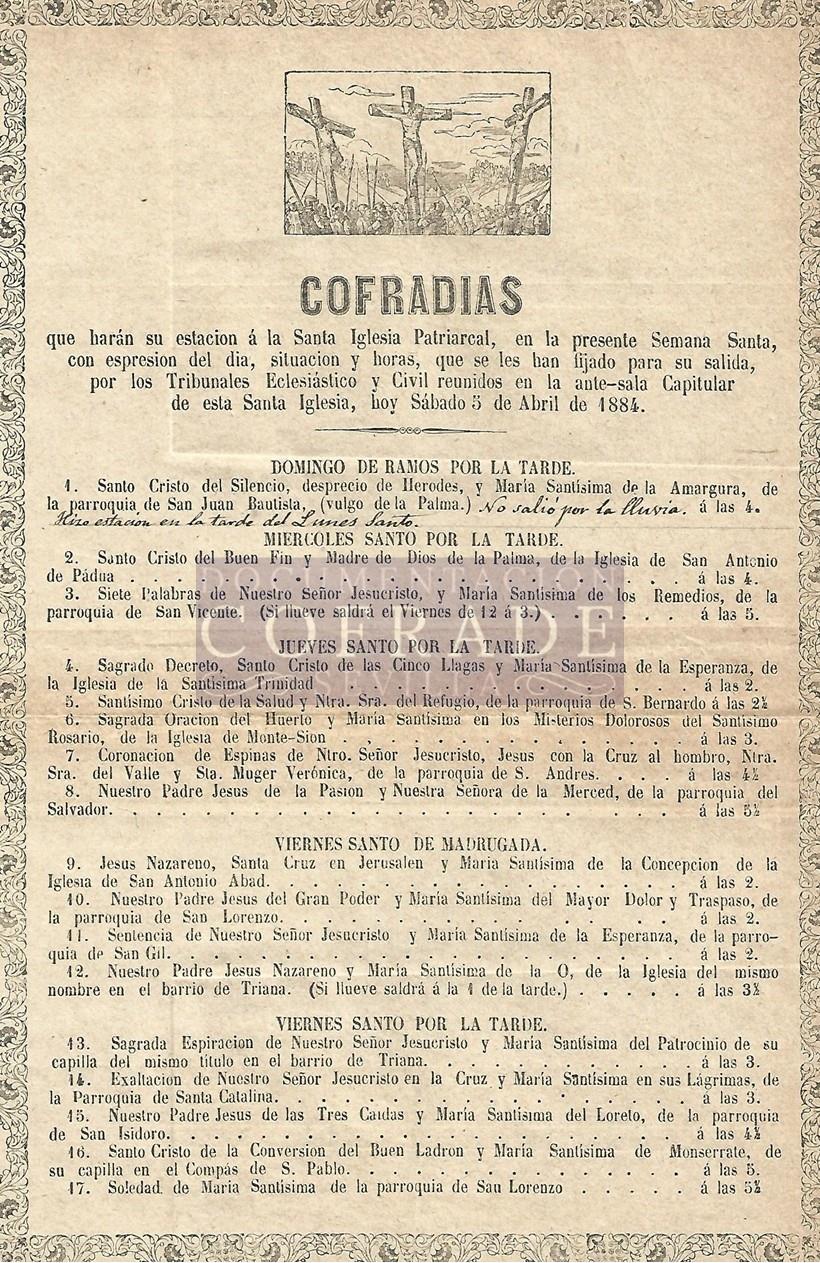 COFRADIAS
que harán su estacion á la Santa Iglesia Patriarcal, en la presente Semana Santa,
con espresion del dia, situacion y horas, que se les han fijado para su salida,
por los Tribunales Eclesiástico y Civil reunidos en la ante-sala Capitular
de esta Santa Iglesia, hoy Sábado 5 de Abril de 1884.
DOMINGO DE RAMOS POR LA TARDE.
1. Santo Cristo del Silencio, desprecio de Herodes, y María Santísima de la Amargura, de
la parroquia de San Juan Bautista, (vulgo de la Palma.) No salió por la lluvia. á las 4.
Hizo estacion en la tarde del Lunes Santo.
MIERCOLES SANTO POR LA TARDE.
2. Santo Cristo del Buen Fin y Madre de Dios de la Palma, de la Iglesia de San Antonio
de Pádua . . . . . . . . . . . . . . . . . . á las 4.
3. Siete Palabras de Nuestro Señor Jesucristo, y María Santísima de los Remedios, de la
parroquia de San Vicente. (Si llueve saldrá el Viernes de 12 á 3.) . . . . . . á las 5.
DOCUMENTACION
COFRADE
SEVILLA
JUEVES SANTO POR LA TARDE.
4. Sagrado Decreto, Santo Cristo de las Cinco Llagas y María Santísima de la Esperanza, de
la Iglesia de la Santísima Trinidad . . . . . . . . . . . . . á las 2.
5. Santísimo Cristo de la Salud y Ntra. Sra. del Refugio, de la parroquia de S. Bernardo á las 2½
6. Sagrada Oracion del Huerto y María Santísima en los Misterios Dolorosos del Santísimo
Rosario, de la Iglesia de Monte-Sion . . . . . . . . . . . . . á las 3.
7. Coronacion de Espinas de Ntro. Señor Jesucristo, Jesus con la Cruz al hombro, Ntra.
Sra. del Valle y Sta. Muger Verónica, de la parroquia de S. Andres. . . . á las 4½
8. Nuestro Padre Jesus de la Pasion y Nuestra Señora de la Merced, de la parroquia del
Salvador. . . . . . . . . . . . . . . . . . . á las 5½
VIERNES SANTO DE MADRUGADA.
9. Jesus Nazareno, Santa Cruz en Jerusalen y Maria Santísima de la Concepcion de la
Iglesia de San Antonio Abad. . . . . . . . . . . . . . . á las 2.
10. Nuestro Padre Jesus del Gran Poder y María Santísima del Mayor Dolor y Traspaso, de
la parroquia de San Lorenzo. . . . . . . . . . . . . . á las 2.
11. Sentencia de Nuestro Señor Jesucristo y María Santísima de la Esperanza, de la parro-
quia de San Gil. . . . . . . . . . . . . . . . . á las 2.
12. Nuestro Padre Jesus Nazareno y María Santísima de la O, de la Iglesia del mismo
nombre en el barrio de Triana. (Si llueve saldrá á la 1 de la tarde.) . . . . . á las 3½
VIERNES SANTO POR LA TARDE.
13. Sagrada Espiracion de Nuestro Señor Jesucristo y María Santísima del Patrocinio de su
capilla del mismo título en el barrio de Triana. . . . . . . . . . . á las 3.
14. Exaltacion de Nuestro Señor Jesucristo en la Cruz y María Santísima en sus Lágrimas, de
la Parroquia de Santa Catalina. . . . . . . . . . . . . . . á las 3.
15. Nuestro Padre Jesus de las Tres Caidas y María Santísima del Loreto, de la parroquia
de San Isidoro. . . . . . . . . . . . . . . . . á las 4½
16. Santo Cristo de la Conversion del Buen Ladron y María Santísima de Monserrate, de
su capilla en el Compás de S. Pablo. . . . . . . . . . . . . á las 5.
17. Soledad de Maria Santísima de la parroquia de San Lorenzo . . . . . á las 5½